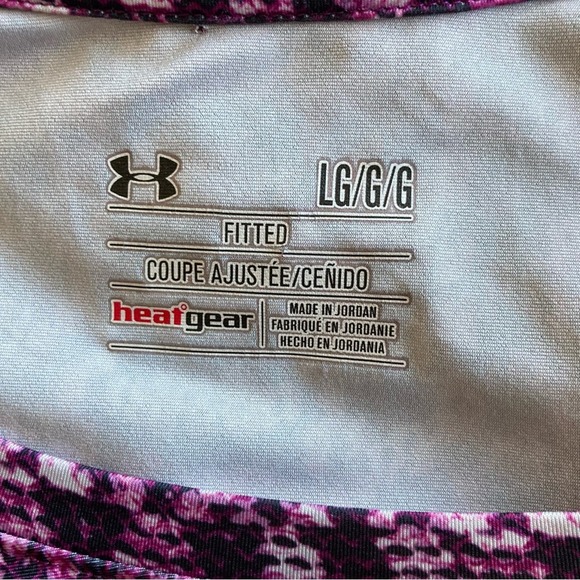 LG/G/G
FITTED
COUPE AJUSTÉE/CEÑIDO
heatgear
MADE IN JORDAN
FABRIQUÉ EN JORDANIE
HECHO EN JORDANIA